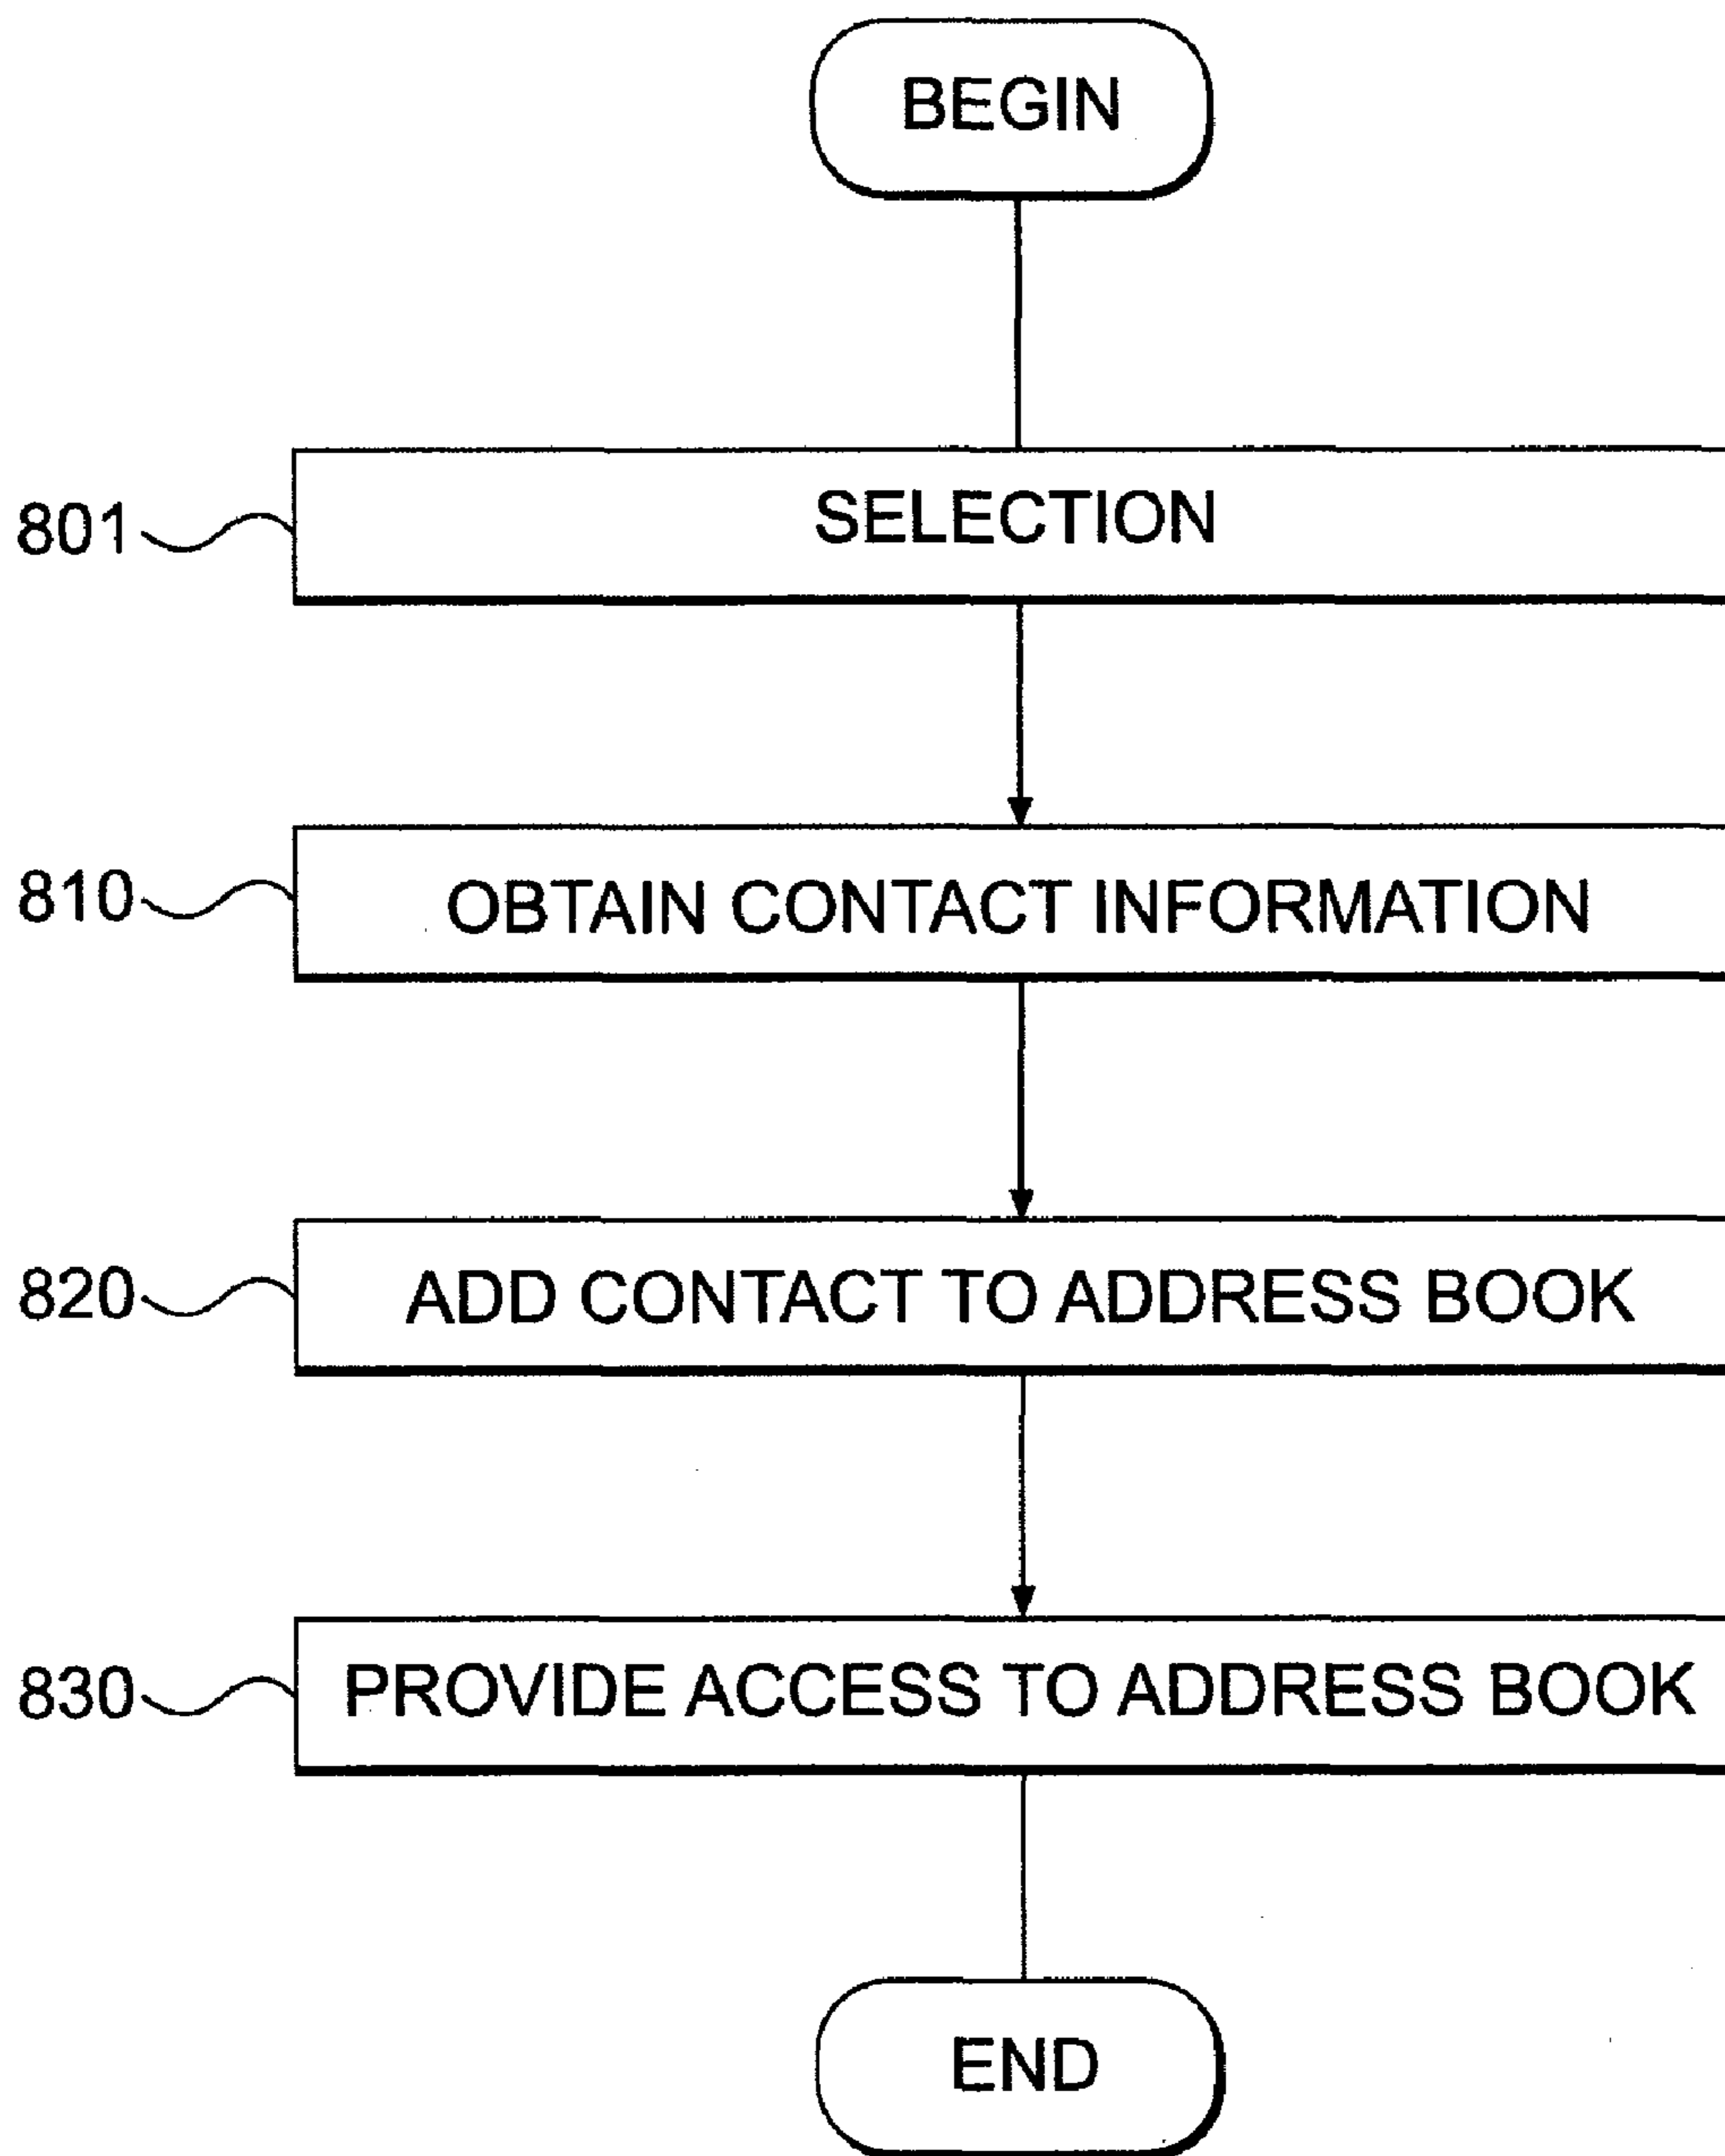 BEGIN
801 SELECTION
810 OBTAIN CONTACT INFORMATION
820 ADD CONTACT TO ADDRESS BOOK
830 PROVIDE ACCESS TO ADDRESS BOOK
END